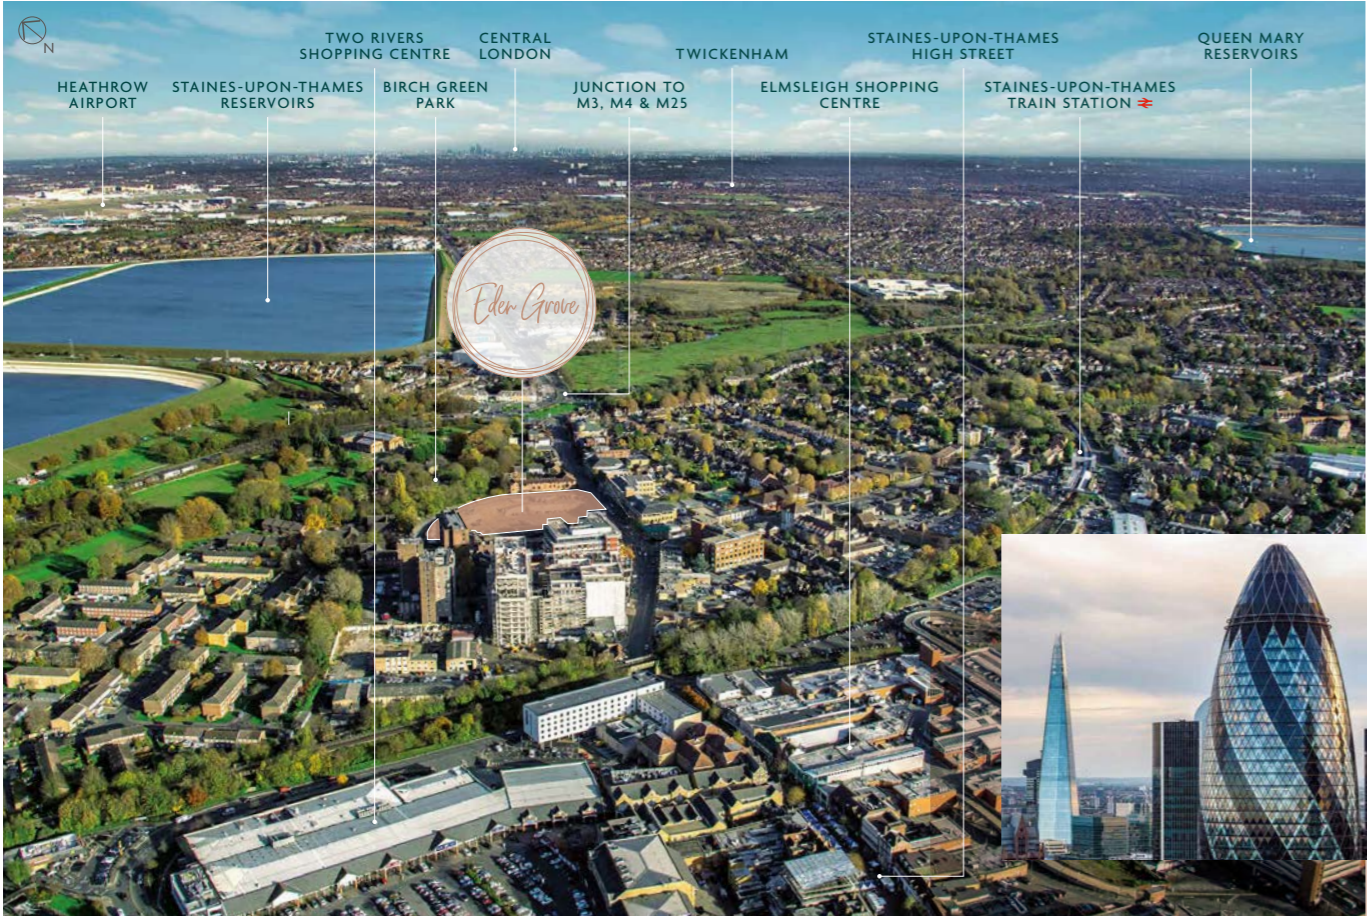 N
TWO RIVERS
SHOPPING CENTRE
CENTRAL
LONDON
TWICKENHAM
STAINES-UPON-THAMES
HIGH STREET
QUEEN MARY
RESERVOIRS
HEATHROW
AIRPORT
STAINES-UPON-THAMES
RESERVOIRS
BIRCH GREEN
PARK
JUNCTION TO
M3, M4 & M25
ELMSLEIGH SHOPPING
CENTRE
STAINES-UPON-THAMES
TRAIN STATION
Eden Grove